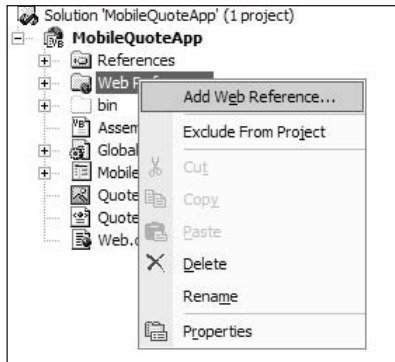 Solution 'MobileQuoteApp' (1 project)
MobileQuoteApp
References
Web
Add Web Reference...
bin
Exclude From Project
Assem
Global
Cut
Mobile
Copy
Quote
Paste
Quote
Web.
Delete
Rename
Properties